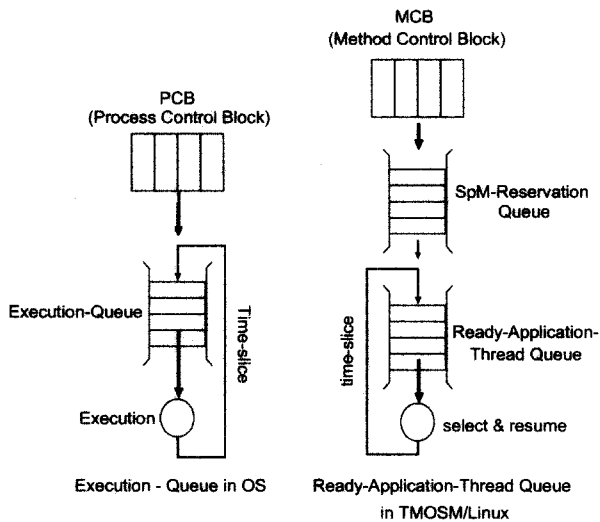 PCB
(Process Control Block)
Execution-Queue
Time-slice
Execution
Execution - Queue in OS
MCB
(Method Control Block)
SpM-Reservation
Queue
Ready-Application-
Thread Queue
time-slice
select & resume
Ready-Application-Thread Queue
in TMOSM/Linux